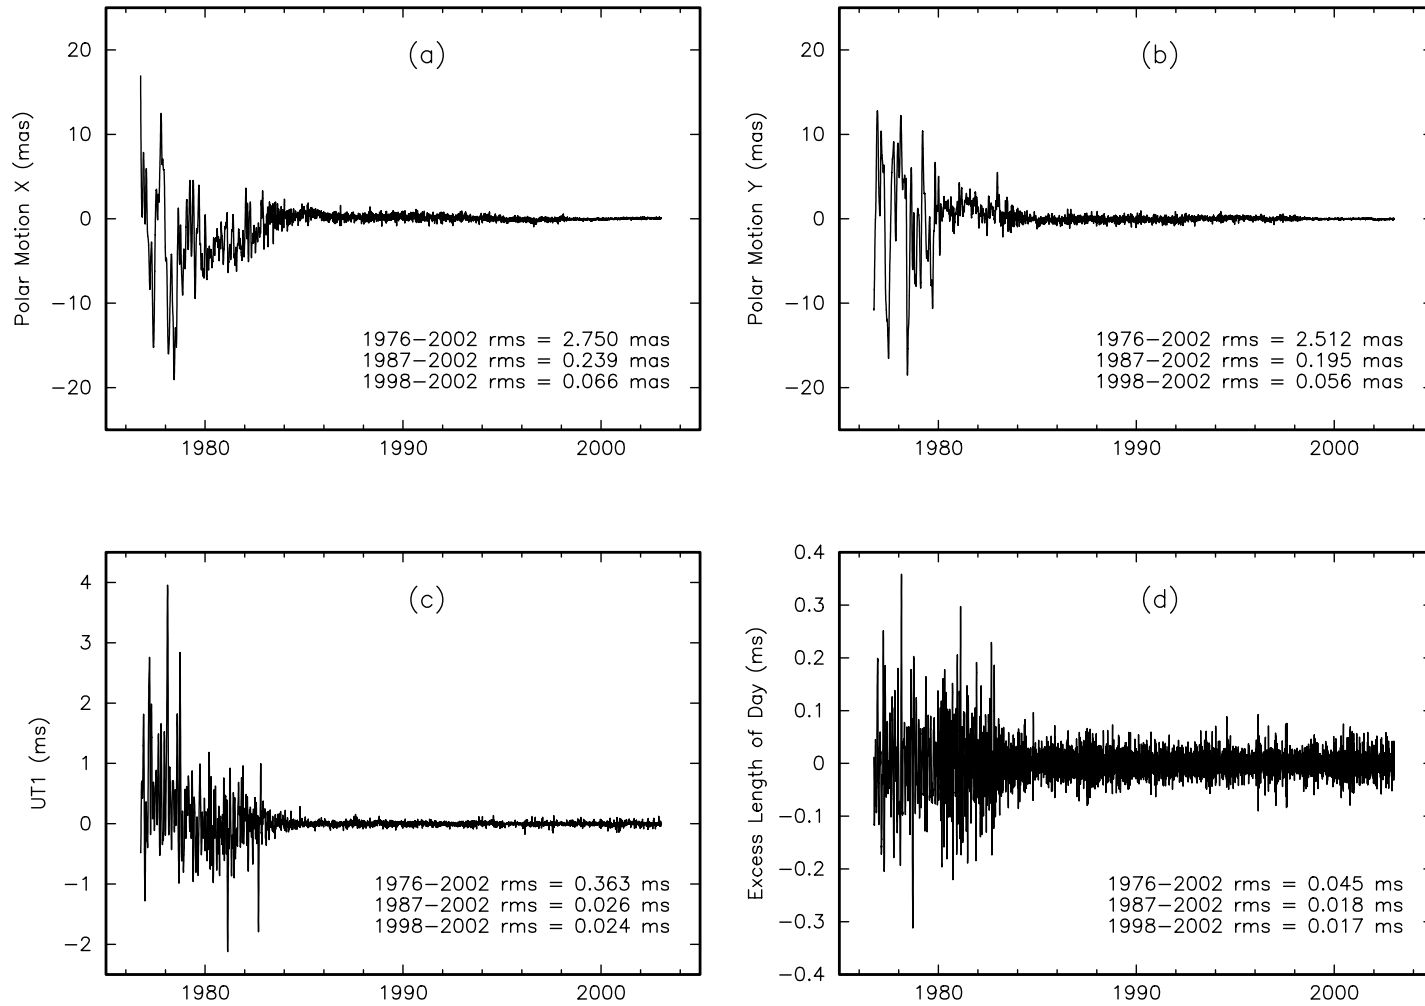 (a)
Polar Motion X (mas)
20
10
0
−10
−20
1976−2002 rms = 2.750 mas
1987−2002 rms = 0.239 mas
1998−2002 rms = 0.066 mas
1980
1990
2000
(b)
Polar Motion Y (mas)
20
10
0
−10
−20
1976−2002 rms = 2.512 mas
1987−2002 rms = 0.195 mas
1998−2002 rms = 0.056 mas
1980
1990
2000
(c)
UT1 (ms)
4
3
2
1
0
−1
−2
1976−2002 rms = 0.363 ms
1987−2002 rms = 0.026 ms
1998−2002 rms = 0.024 ms
1980
1990
2000
(d)
Excess Length of Day (ms)
0.4
0.3
0.2
0.1
0
−0.1
−0.2
−0.3
−0.4
1976−2002 rms = 0.045 ms
1987−2002 rms = 0.018 ms
1998−2002 rms = 0.017 ms
1980
1990
2000